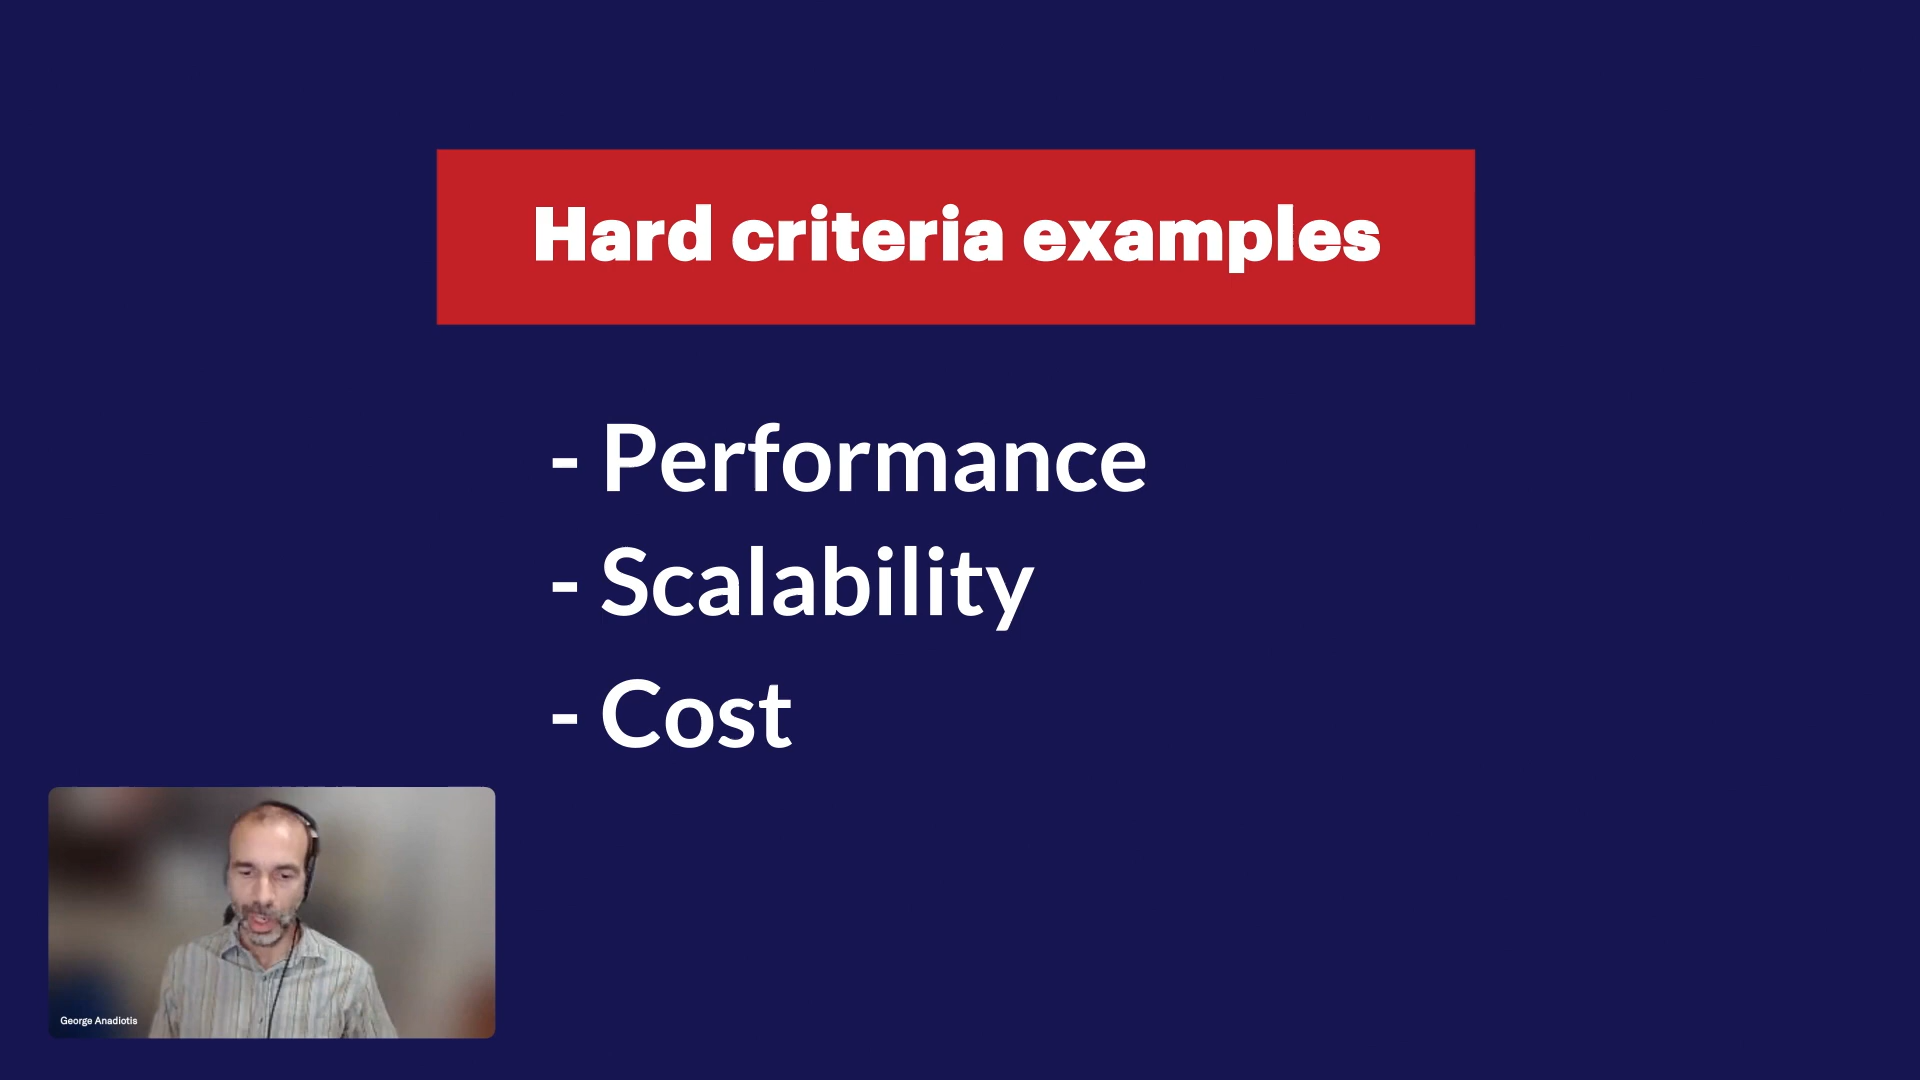 Hard criteria examples
- Performance
- Scalability
- Cost
George Anadiotis